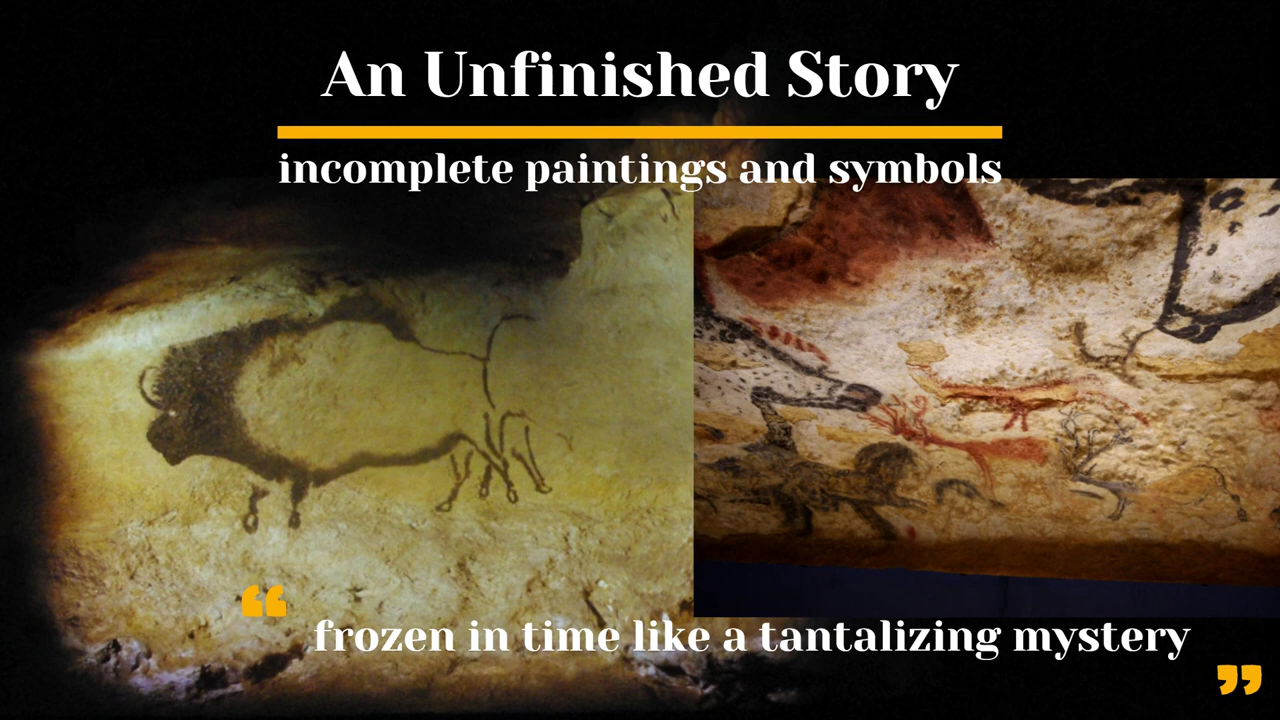 An Unfinished Story
incomplete paintings and symbols
“ frozen in time like a tantalizing mystery ”